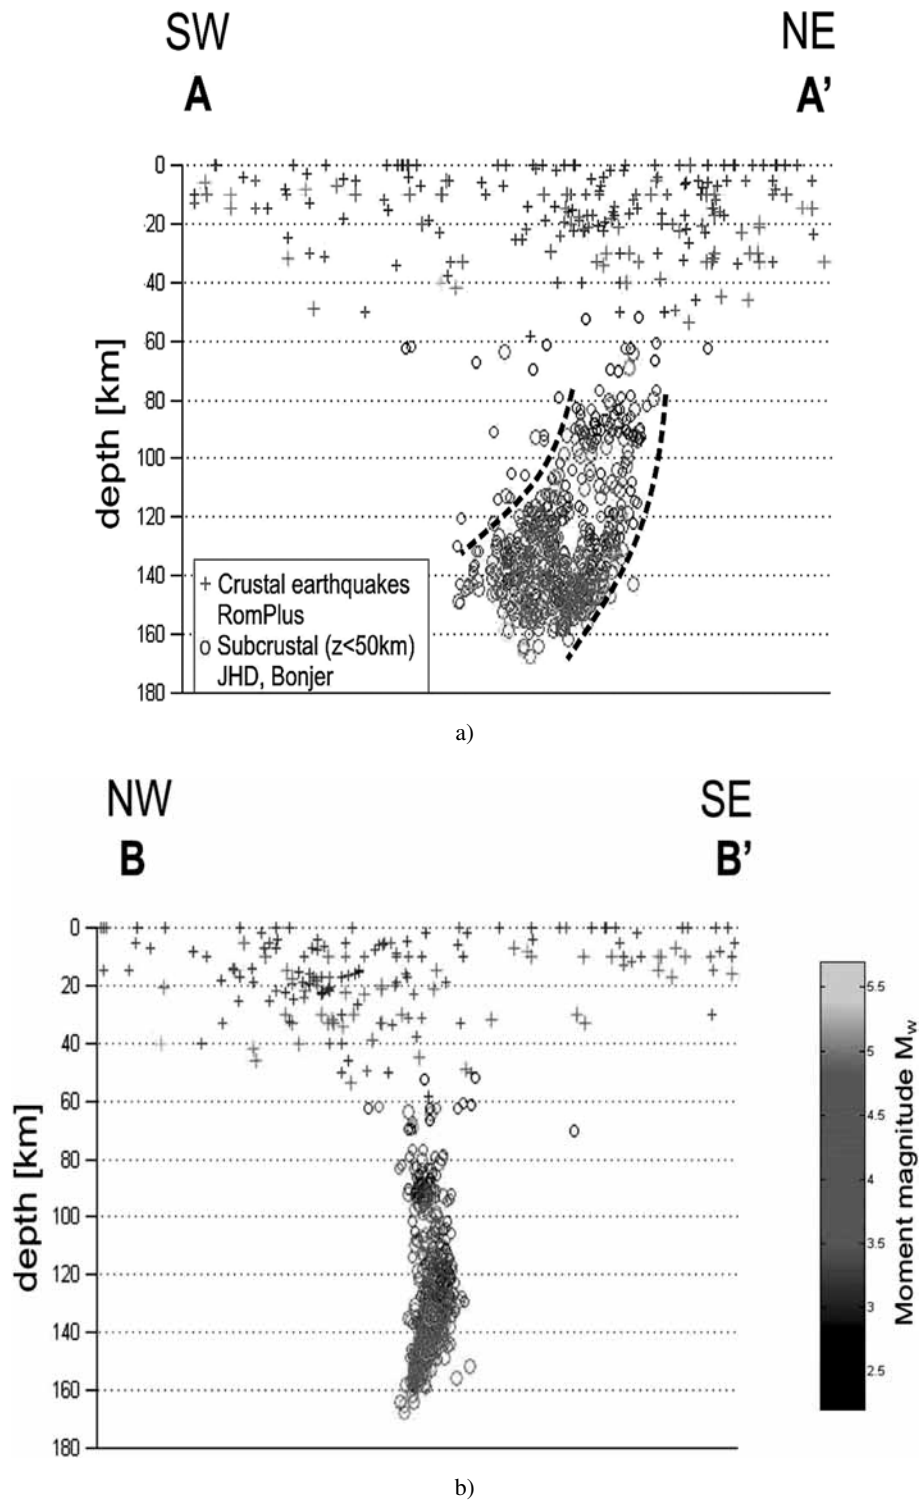 SW NE
A A’
0
20
40
60
80
100
120
140
160
180
depth [km]
+ Crustal earthquakes
RomPlus
o Subcrustal (z<50km)
JHD, Bonjer
a)
NW SE
B B’
0
20
40
60
80
100
120
140
160
180
depth [km]
5.5
5
4.5
4
3.5
3
2.5
Moment magnitude Mw
b)